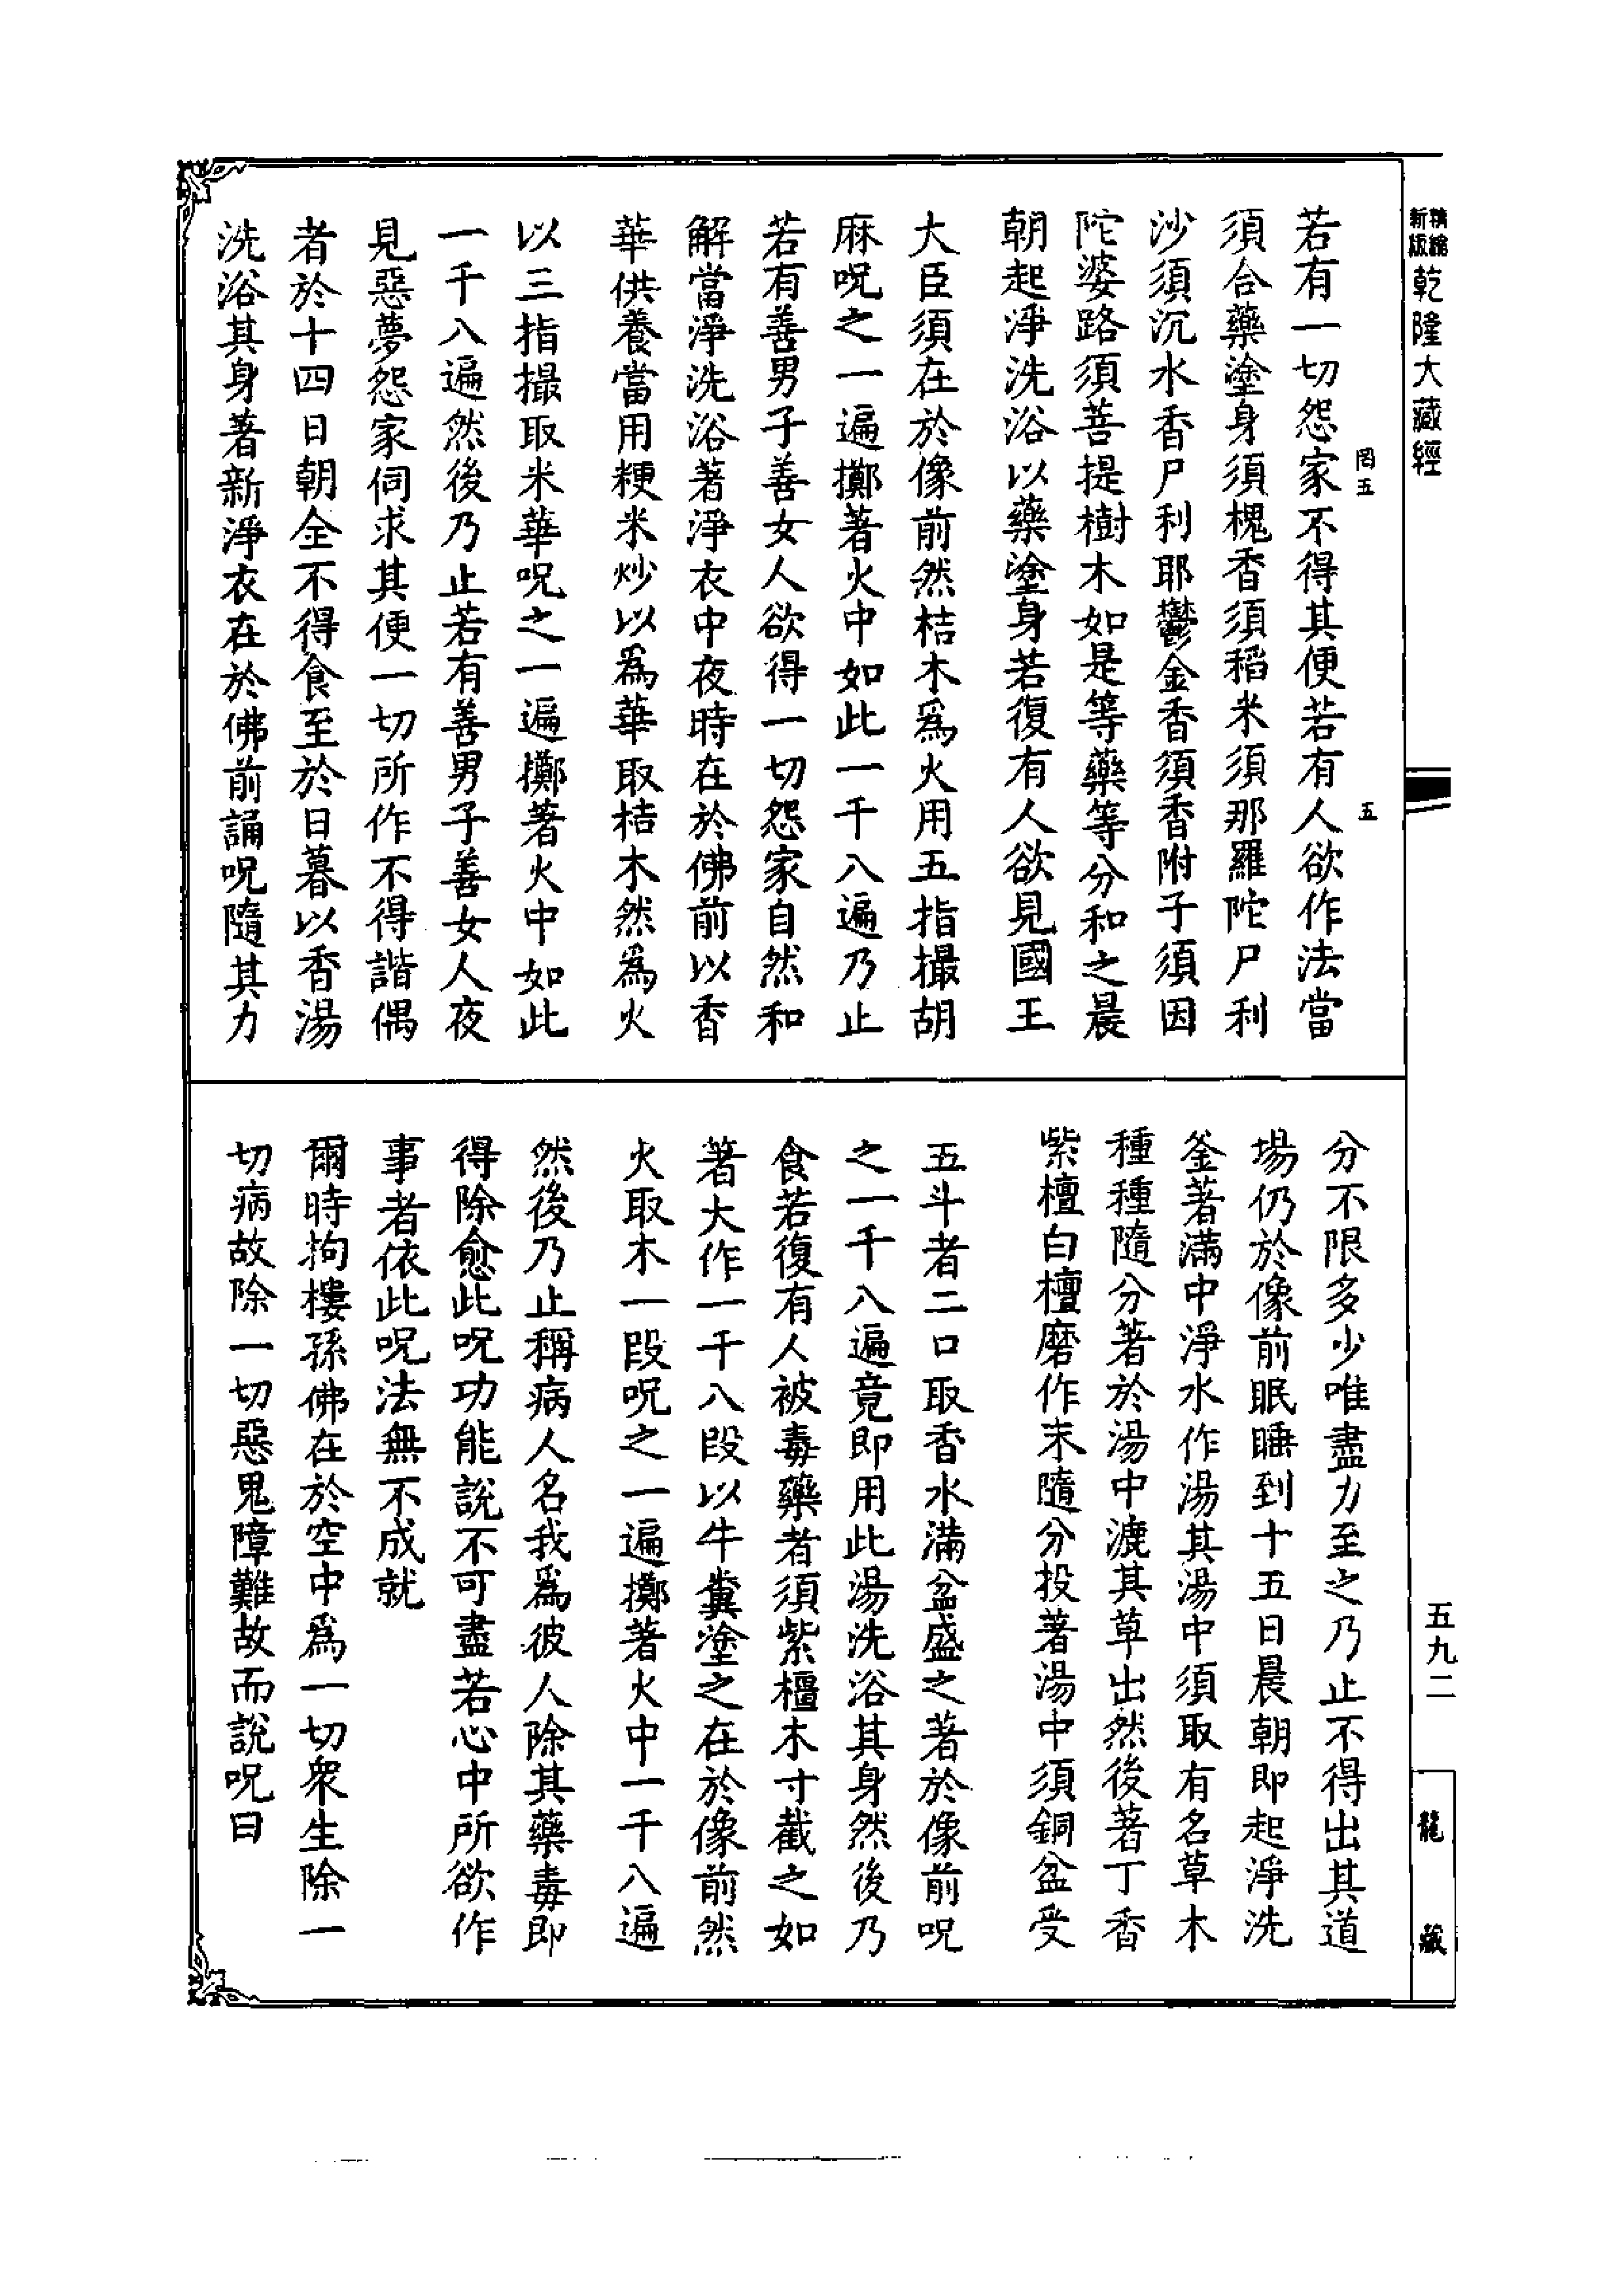 精縮新版乾隆大藏經
罔五
五
若有一切怨家不得其便若有人欲作法當
須合藥塗身須槐香須稻米須那羅陀尸利
沙須沉水香尸利耶鬱金香須香附子須因
陀婆路須菩提樹木如是等藥等分和之晨
朝起淨洗浴以藥塗身若復有人欲見國王
大臣須在於像前然桔木為火用五指撮胡
麻呪之一遍擲著火中如此一千八遍乃止
若有善男子善女人欲得一切怨家自然和
解當淨洗浴著淨衣中夜時在於佛前以香
華供養當用粳米炒以為華取桔木然為火
以三指撮取米華呪之一遍擲著火中如此
一千八遍然後乃止若有善男子善女人夜
見惡夢怨家伺求其便一切所作不得諧偶
者於十四日朝全不得食至於日暮以香湯
洗浴其身著新淨衣在於佛前誦呪隨其力
分不限多少唯盡力至之乃止不得出其道
場仍於像前眠睡到十五日晨朝即起淨洗
釜著滿中淨水作湯其湯中須取有名草木
種種隨分著於湯中漉其草出然後著丁香
紫檀白檀磨作末隨分投著湯中須銅盆受
五斗者二口取香水滿盆盛之著於像前呪
之一千八遍竟即用此湯洗浴其身然後乃
食若復有人被毒藥者須紫檀木寸截之如
著大作一千八段以牛糞塗之在於像前然
火取木一段呪之一遍擲著火中一千八遍
然後乃止稱病人名我為彼人除其藥毒即
得除愈此呪功能說不可盡若心中所欲作
事者依此呪法無不成就
爾時拘樓孫佛在於空中為一切衆生除一
切病故除一切惡鬼障難故而說呪曰
五九二
龍藏